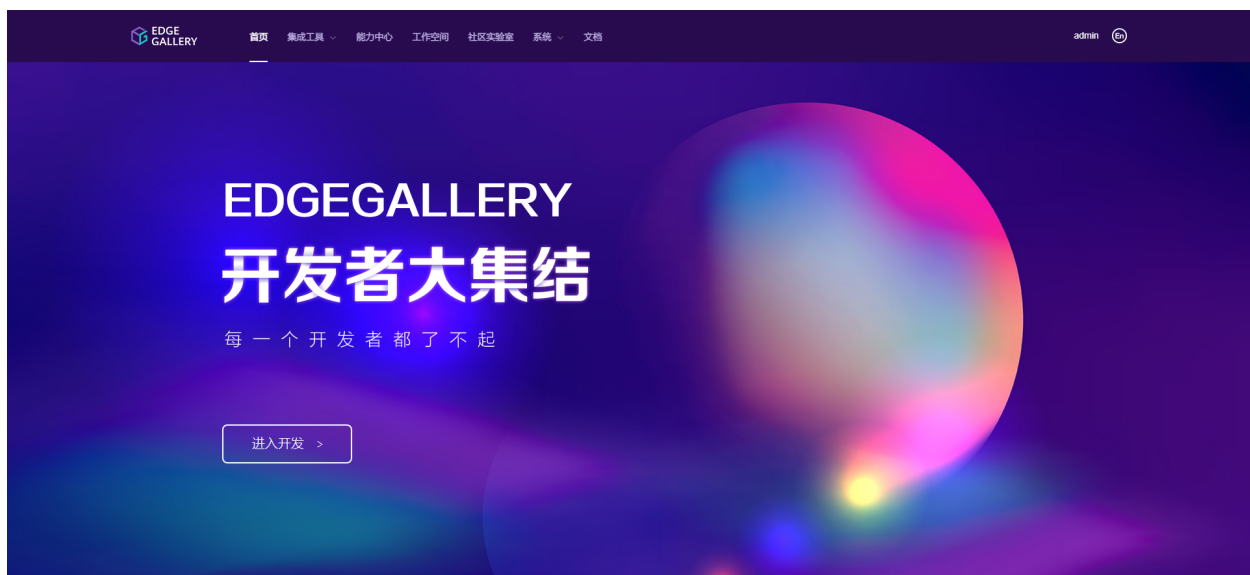 EDGE
GALLERY
首页 集成工具 能力中心 工作空间 社区实验室 系统 文档
admin En
EDGEGALLERY
开发者大集结
每一个开发者都了不起
进入开发 >